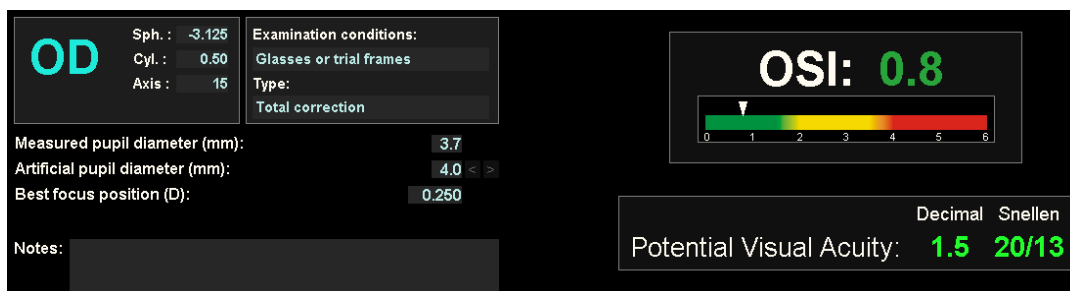 OD
Sph. : -3.125
Cyl. : 0.50
Axis : 15
Examination conditions:
Glasses or trial frames
Type:
Total correction
Measured pupil diameter (mm): 3.7
Artificial pupil diameter (mm): 4.0 < >
Best focus position (D): 0.250
Notes:
OSI: 0.8
0 1 2 3 4 5 6
Decimal Snellen
Potential Visual Acuity: 1.5 20/13